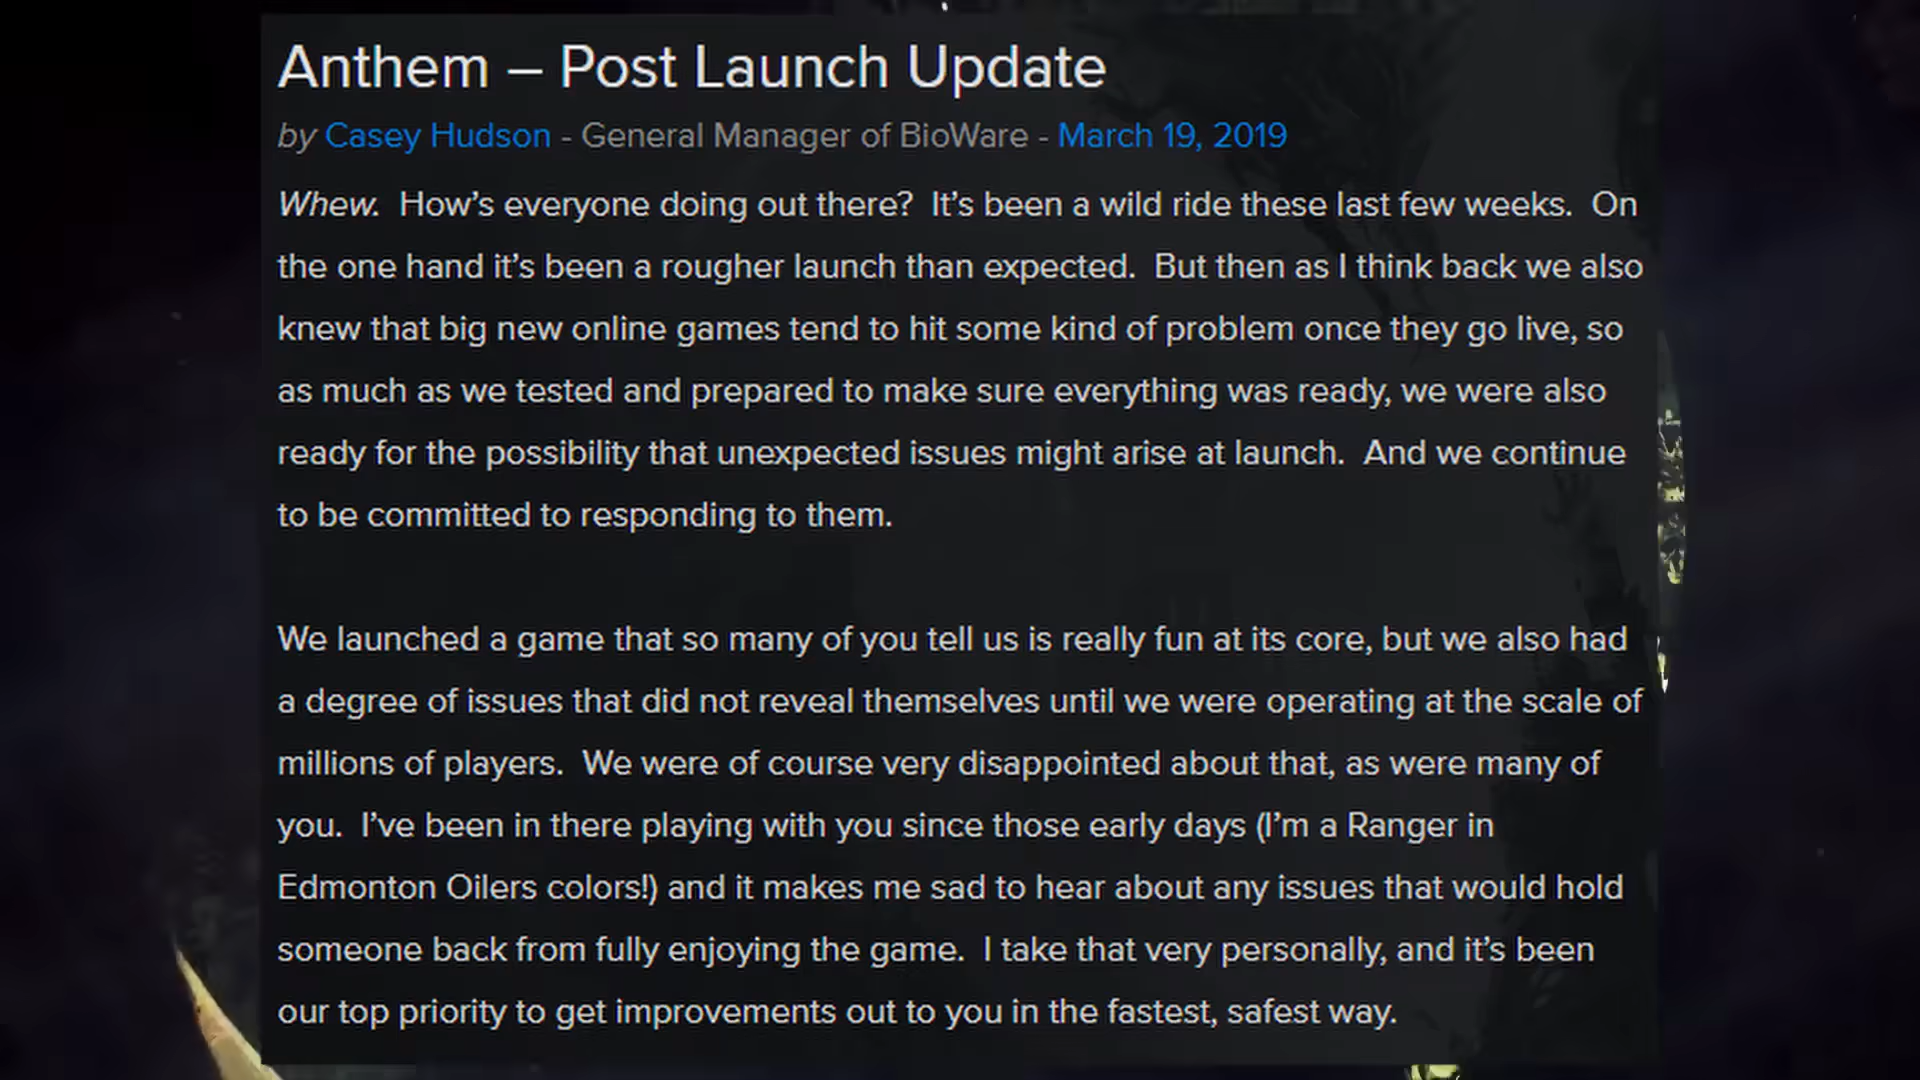 Anthem – Post Launch Update
by Casey Hudson - General Manager of BioWare - March 19, 2019
Whew.  How’s everyone doing out there?  It’s been a wild ride these last few weeks.  On
the one hand it’s been a rougher launch than expected.  But then as I think back we also
knew that big new online games tend to hit some kind of problem once they go live, so
as much as we tested and prepared to make sure everything was ready, we were also
ready for the possibility that unexpected issues might arise at launch.  And we continue
to be committed to responding to them.
We launched a game that so many of you tell us is really fun at its core, but we also had
a degree of issues that did not reveal themselves until we were operating at the scale of
millions of players.  We were of course very disappointed about that, as were many of
you.  I’ve been in there playing with you since those early days (I’m a Ranger in
Edmonton Oilers colors!) and it makes me sad to hear about any issues that would hold
someone back from fully enjoying the game.  I take that very personally, and it’s been
our top priority to get improvements out to you in the fastest, safest way.